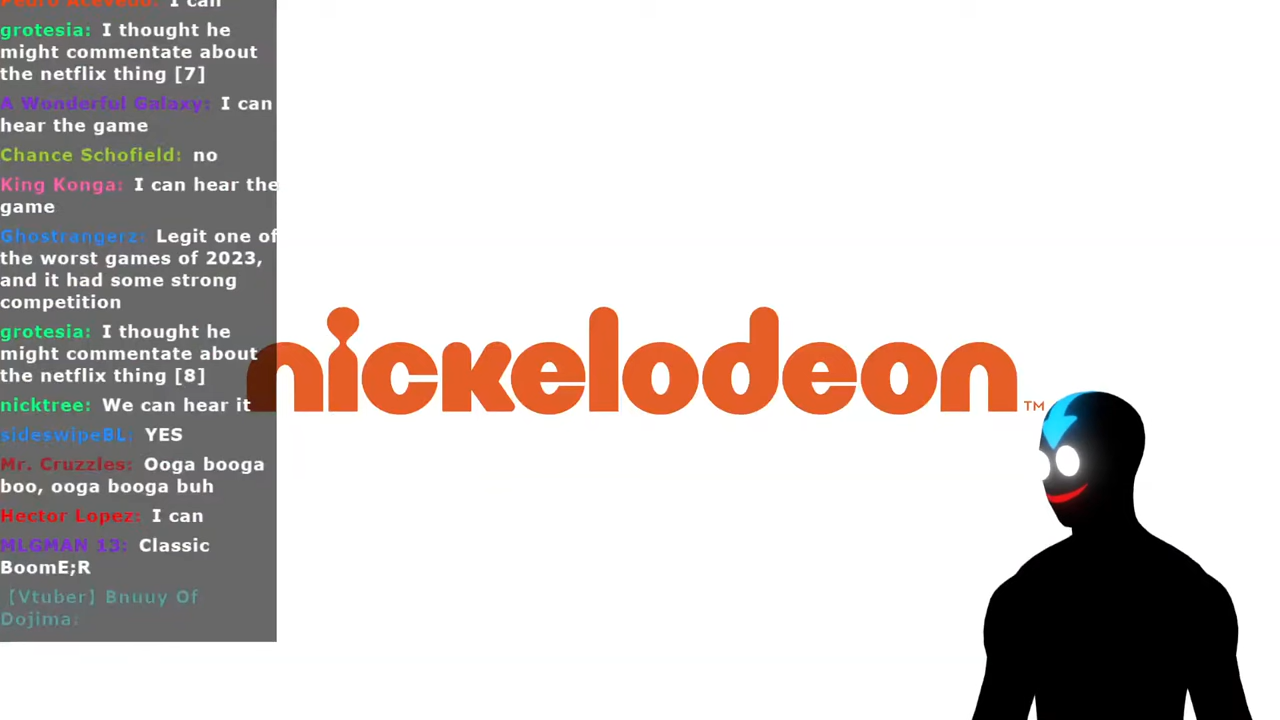 Pedro Acevedo: I can
grotesia: I thought he
might commentate about
the netflix thing [7]
A Wonderful Galaxy: I can
hear the game
Chance Schofield: no
King Konga: I can hear the
game
Ghostrangerz: Legit one of
the worst games of 2023,
and it had some strong
competition
grotesia: I thought he
might commentate about
the netflix thing [8]
nicktree: We can hear it
sideswipeBL: YES
Mr. Cruzzles: Ooga booga
boo, ooga booga buh
Hector Lopez: I can
MLGMAN 13: Classic
BoomE;R
【Vtuber】Bnuuy Of
Dojima:
nickelodeon™